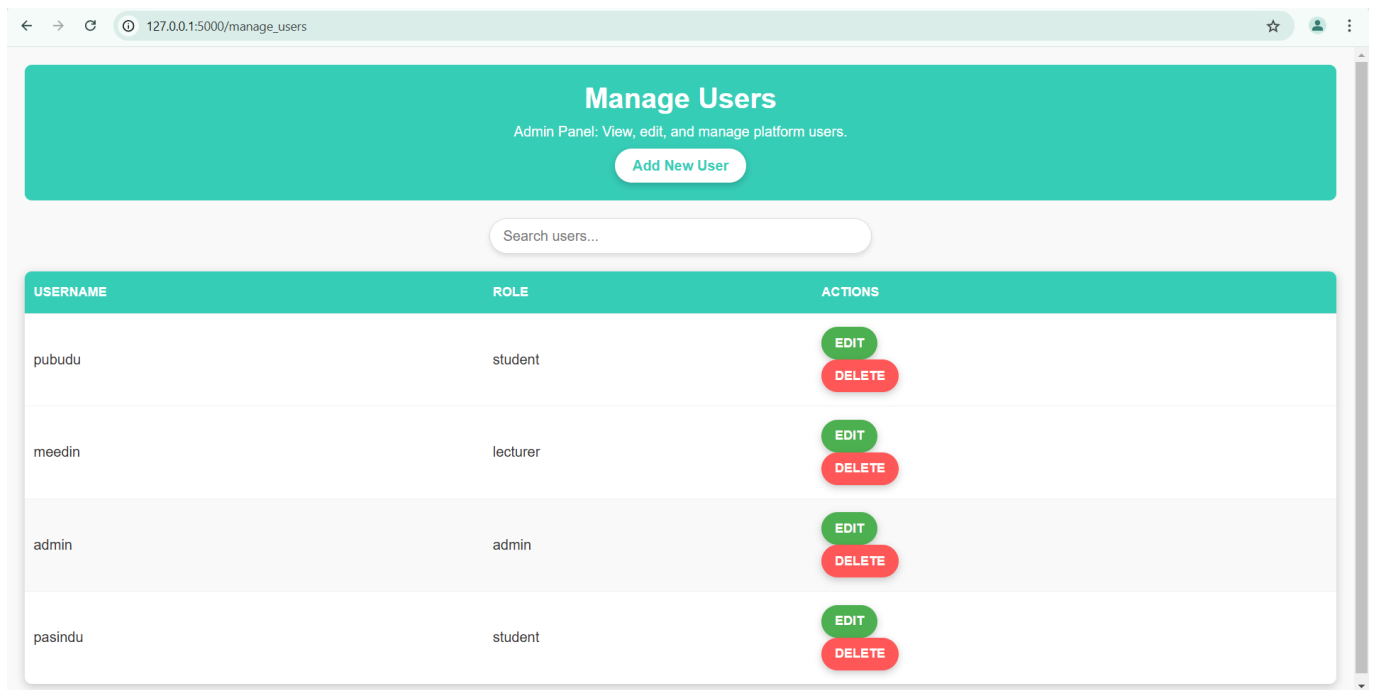 127.0.0.1:5000/manage_users
Manage Users
Admin Panel: View, edit, and manage platform users.
Add New User
Search users...
USERNAME ROLE ACTIONS
pubudu student EDIT
DELETE
meedin lecturer EDIT
DELETE
admin admin EDIT
DELETE
pasindu student EDIT
DELETE